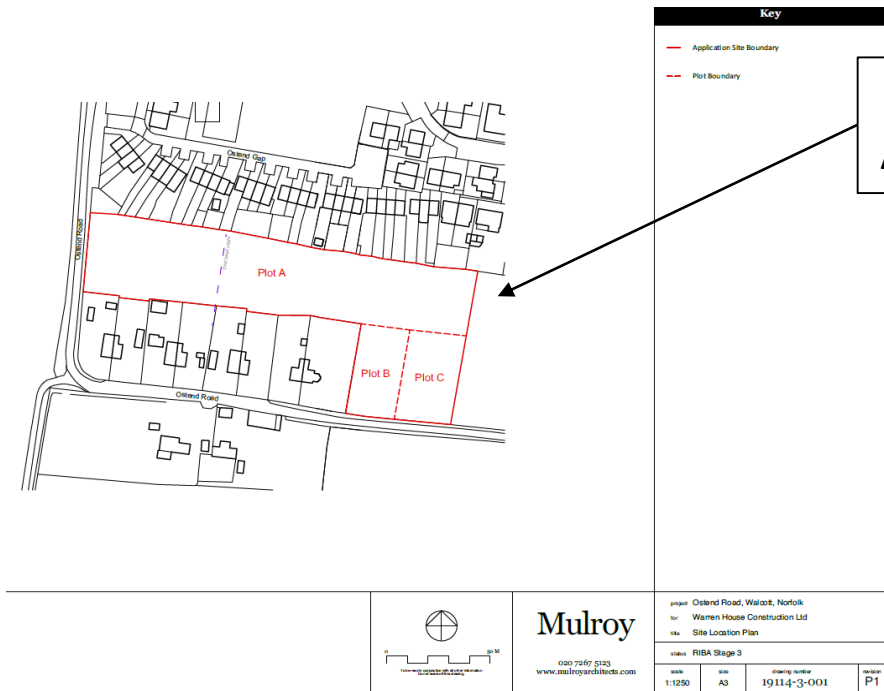 Key
Application Site Boundary
Plot Boundary
Ostend Gap
Ostend Road
Plot A
Plot B
Plot C
Ostend Road
0 50 M
Mulroy
020 7267 5123
www.mulroyarchitects.com
project Ostend Road, Walcott, Norfolk
for Warren House Construction Ltd
title Site Location Plan
status RIBA Stage 3
scale size drawing number revision
1:1250 A3 19114-3-001 P1